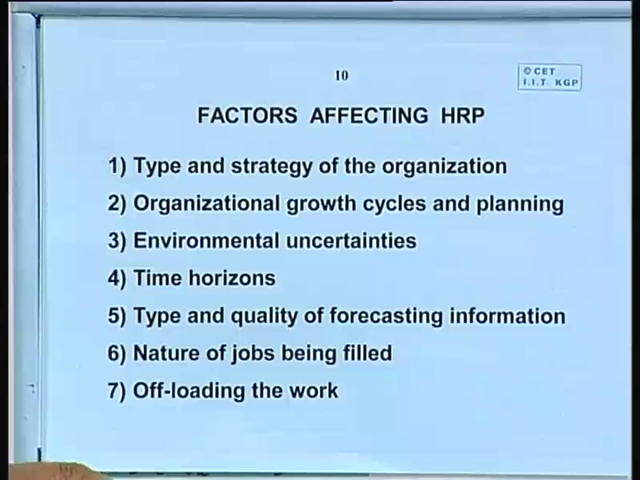 10
© CET
I.I.T. KGP
FACTORS AFFECTING HRP
1) Type and strategy of the organization
2) Organizational growth cycles and planning
3) Environmental uncertainties
4) Time horizons
5) Type and quality of forecasting information
6) Nature of jobs being filled
7) Off-loading the work